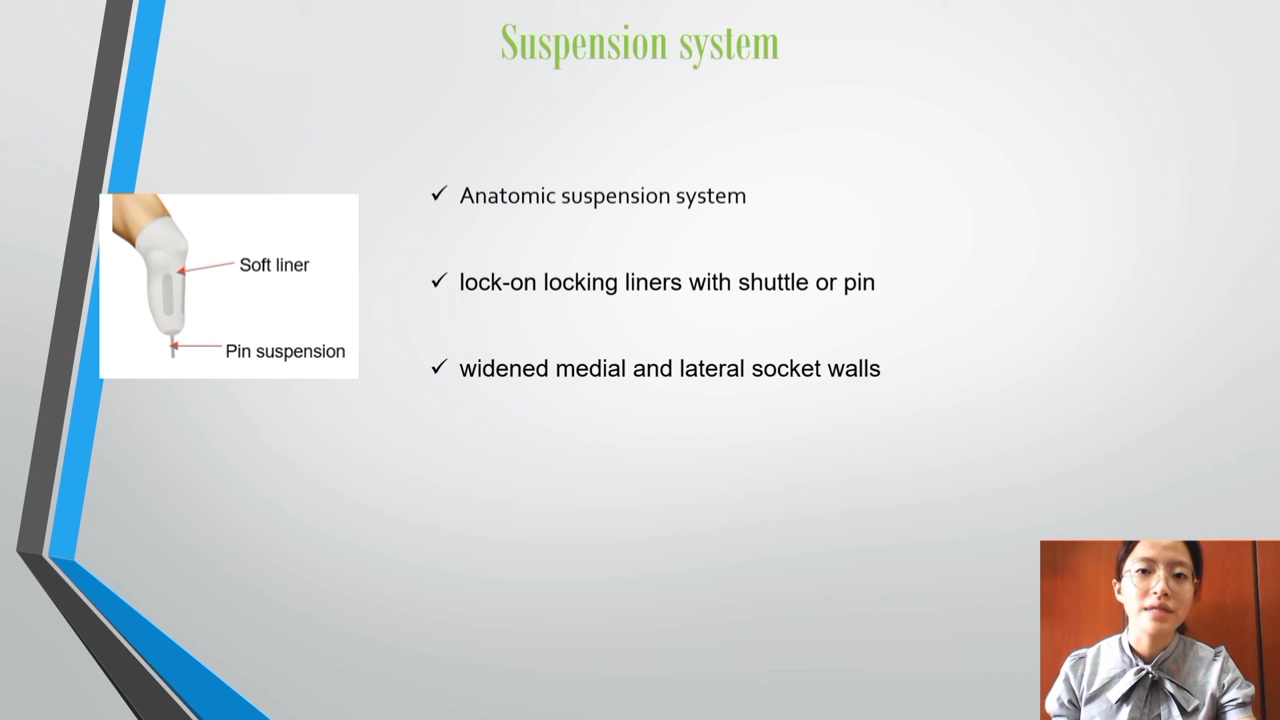 Suspension system
Soft liner
Pin suspension
✓ Anatomic suspension system
✓ lock-on locking liners with shuttle or pin
✓ widened medial and lateral socket walls